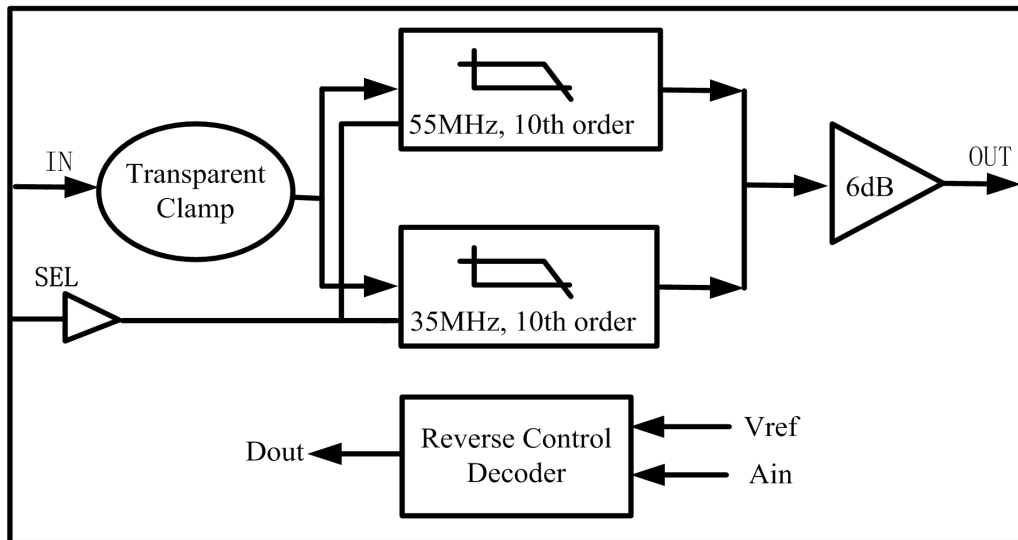 IN
Transparent
Clamp
SEL
55MHz, 10th order
35MHz, 10th order
6dB
OUT
Reverse Control
Decoder
Vref
Ain
Dout